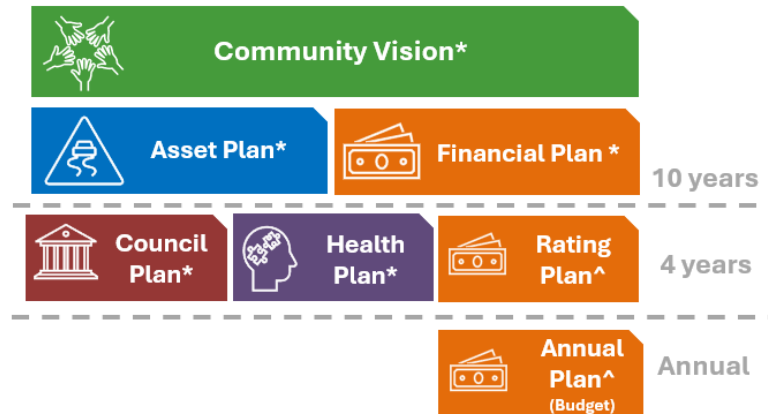 Community Vision*
Asset Plan*
Financial Plan *
10 years
Council
Plan*
Health
Plan*
Rating
Plan^
4 years
Annual
Plan^
(Budget)
Annual